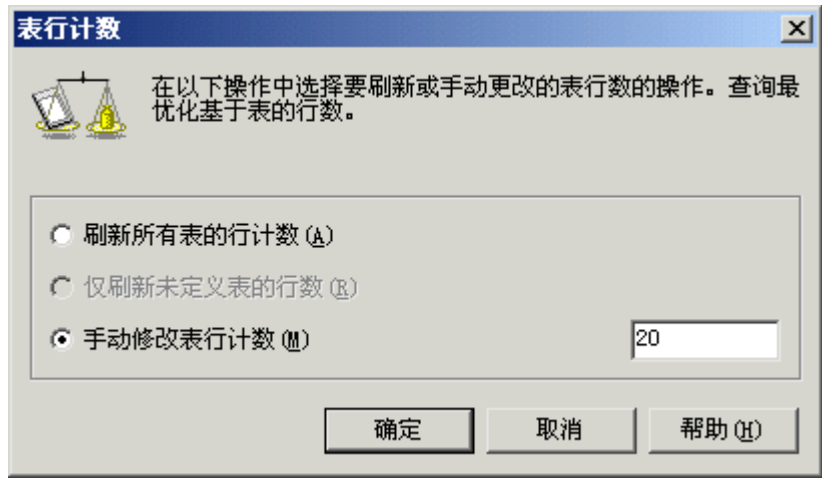 表行计数
在以下操作中选择要刷新或手动更改的表行数的操作。查询最
优化基于表的行数。
刷新所有表的行计数(A)
仅刷新未定义表的行数(R)
手动修改表行计数(M)
20
确定 取消 帮助(H)